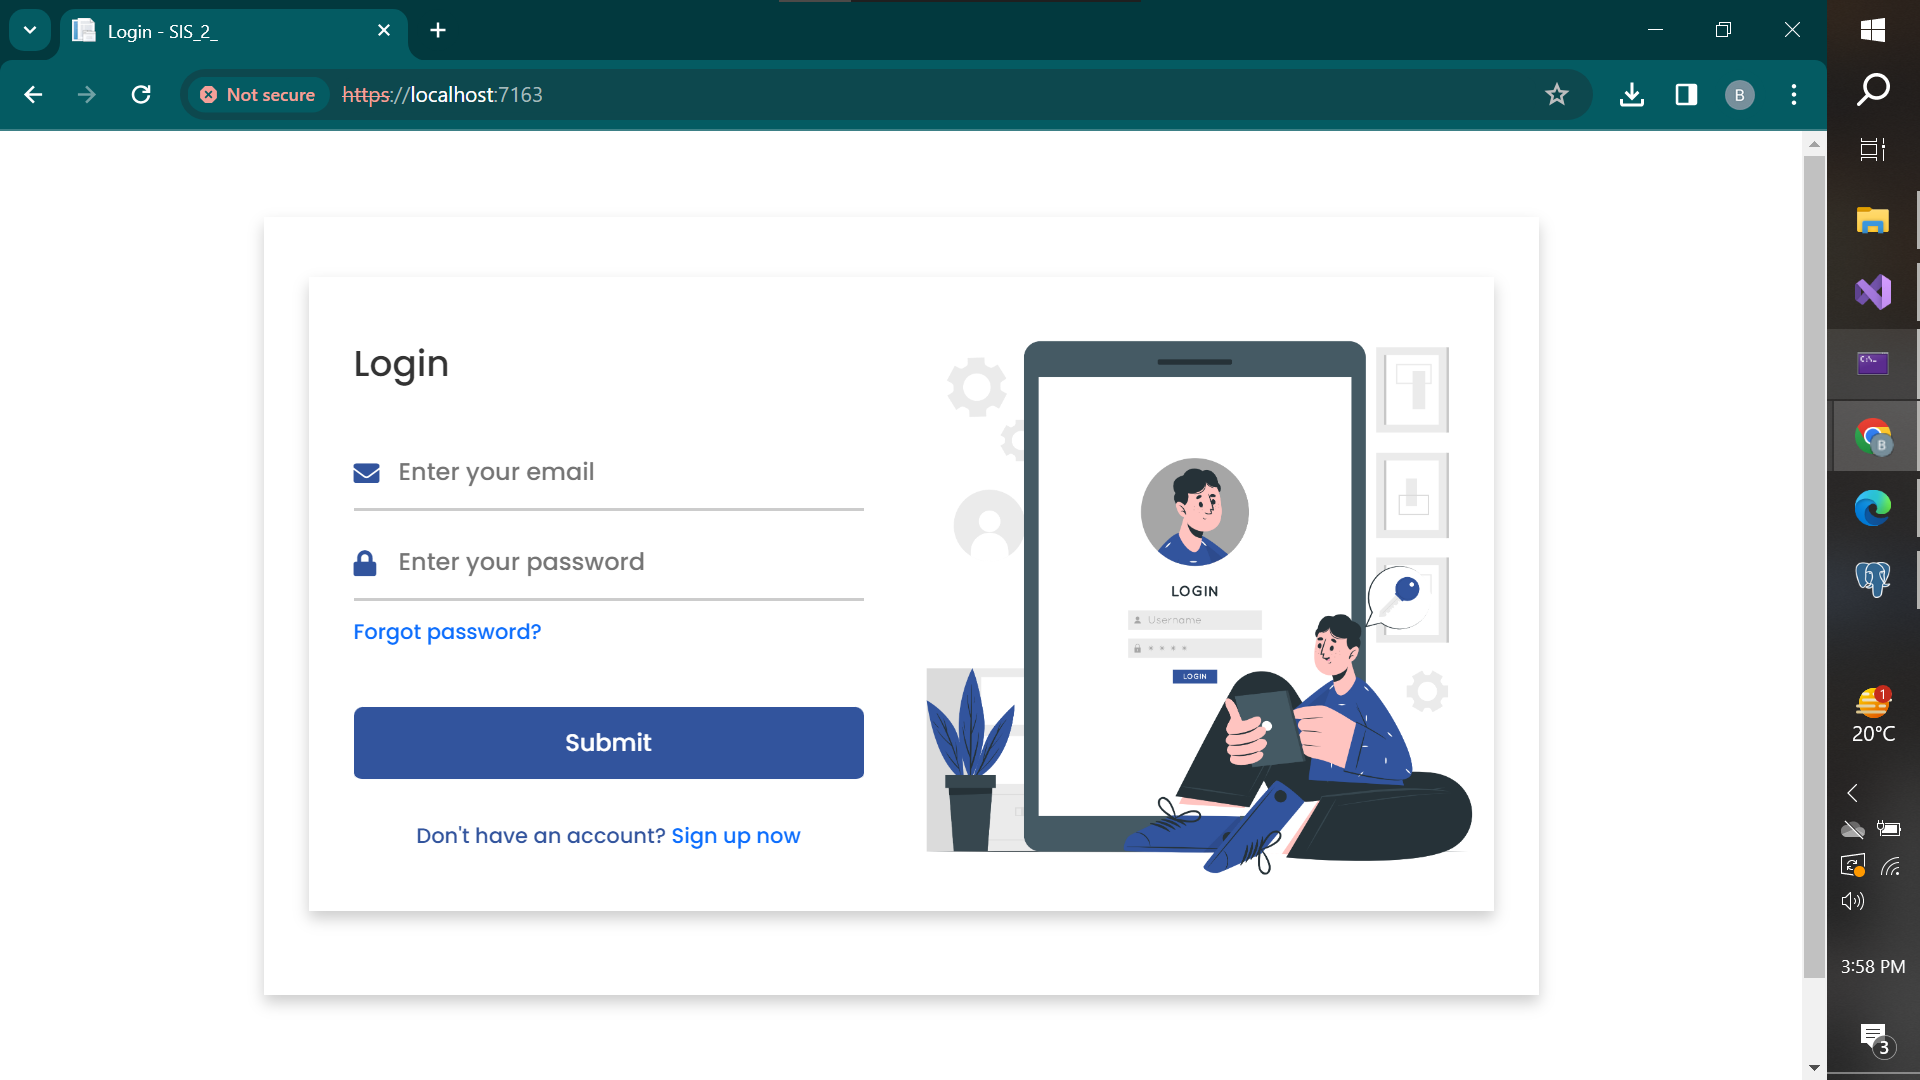 Login - SIS_2_
Not secure
https://localhost:7163
B
Login
Enter your email
Enter your password
Forgot password?
Submit
Don't have an account? Sign up now
LOGIN
Username
* * * *
LOGIN
C:\_
B
1
20°C
3:58 PM
3